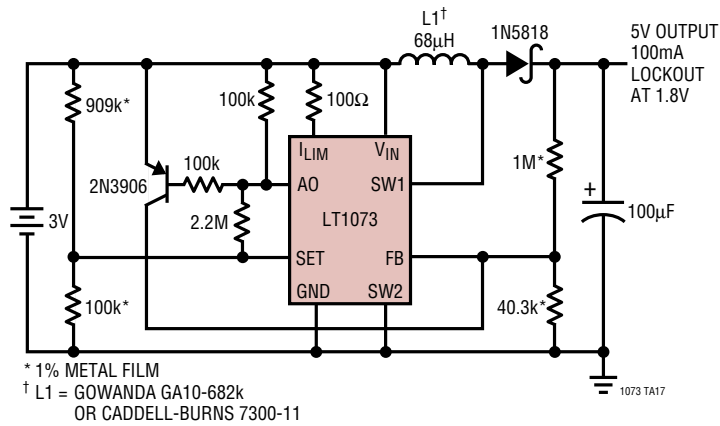 L1†
68µH
1N5818
5V OUTPUT
100mA
LOCKOUT
AT 1.8V
909k*
100k
100Ω
ILIM
VIN
1M*
2N3906
100k
AO
SW1
3V
2.2M
LT1073
+
100µF
SET
FB
GND
SW2
100k*
40.3k*
* 1% METAL FILM
† L1 = GOWANDA GA10-682k
OR CADDELL-BURNS 7300-11
1073 TA17